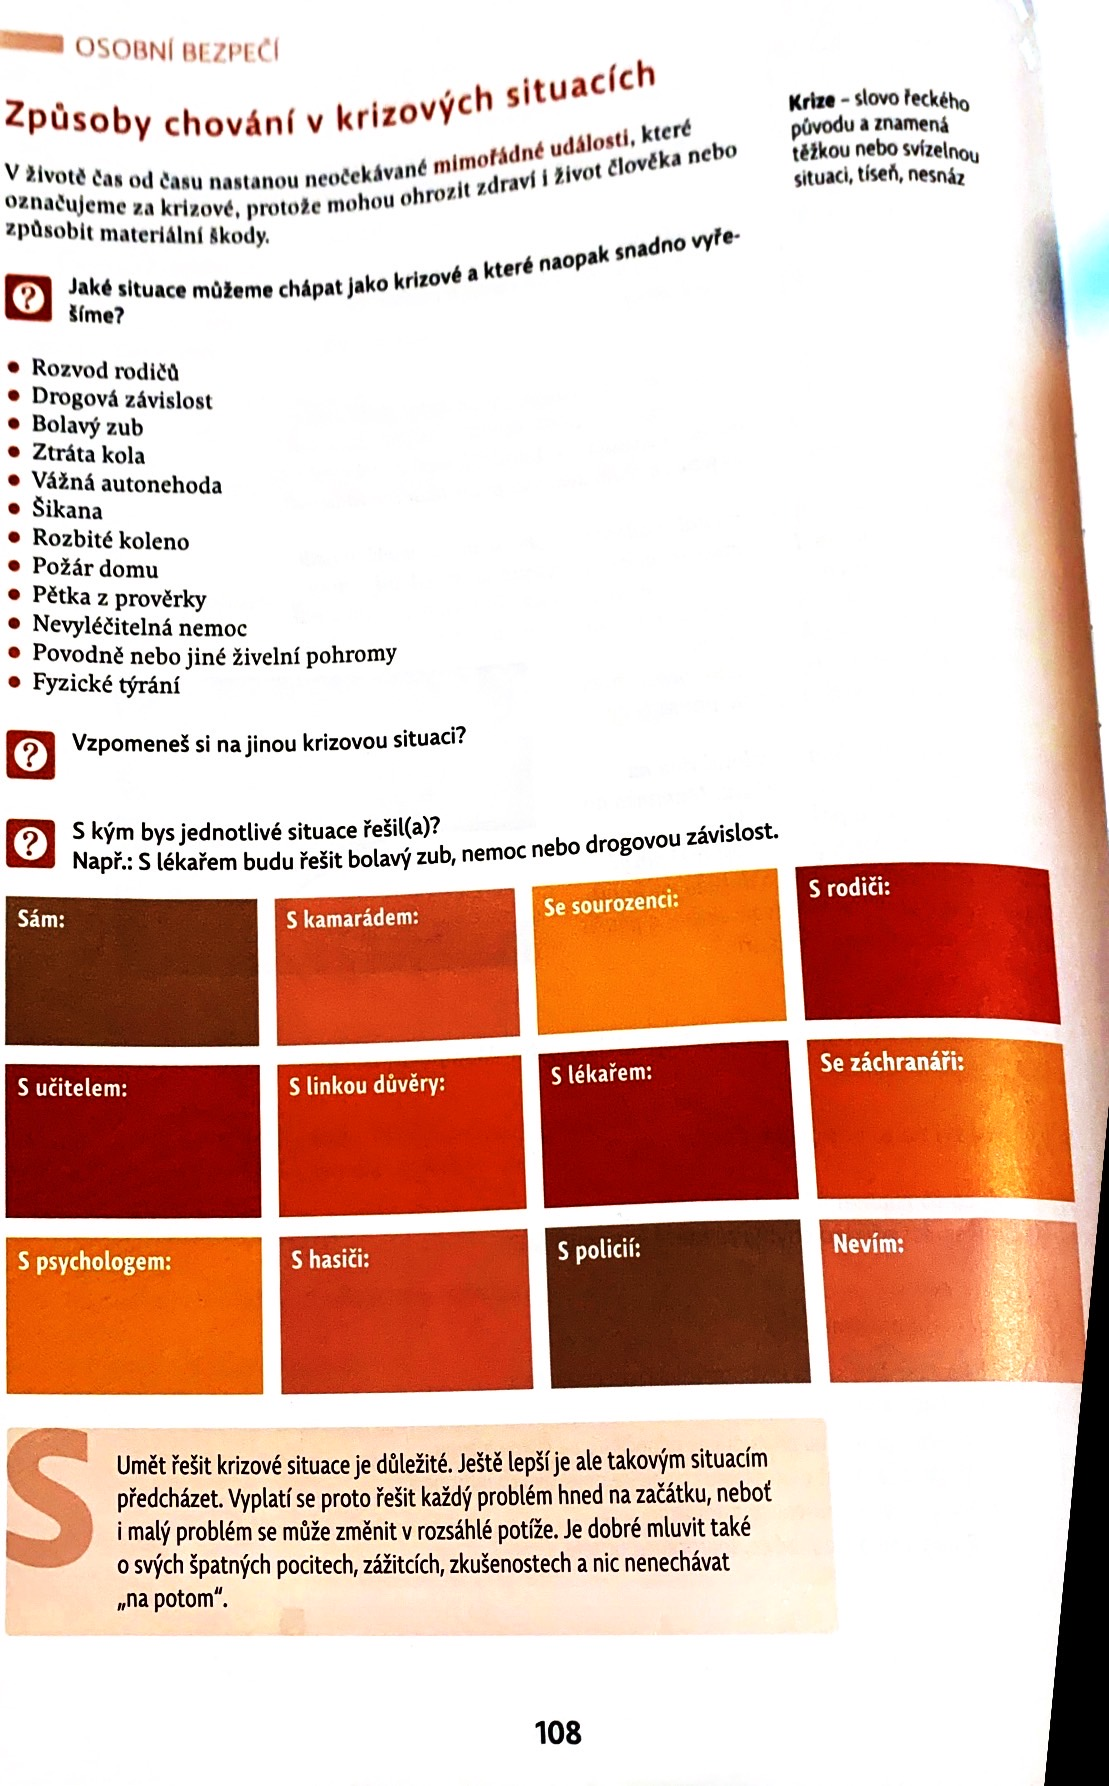 OSOBNÍ BEZPEČÍ
Způsoby chování v krizových situacích
V životě čas od času nastanou neočekávané mimořádné události, které
označujeme za krizové, protože mohou ohrozit zdraví i život člověka nebo
způsobit materiální škody.
Krize – slovo řeckého
původu a znamená
těžkou nebo svízelnou
situaci, tíseň, nesnáz
? Jaké situace můžeme chápat jako krizové a které naopak snadno vyře-
šíme?
• Rozvod rodičů
• Drogová závislost
• Bolavý zub
• Ztráta kola
• Vážná autonehoda
• Šikana
• Rozbité koleno
• Požár domu
• Pětka z prověrky
• Nevyléčitelná nemoc
• Povodně nebo jiné živelní pohromy
• Fyzické týrání
? Vzpomeneš si na jinou krizovou situaci?
? S kým bys jednotlivé situace řešil(a)?
Např.: S lékařem budu řešit bolavý zub, nemoc nebo drogovou závislost.
Sám:
S kamarádem:
Se sourozenci:
S rodiči:
S učitelem:
S linkou důvěry:
S lékařem:
Se záchranáři:
S psychologem:
S hasiči:
S policií:
Nevím:
S
Umět řešit krizové situace je důležité. Ještě lepší je ale takovým situacím
předcházet. Vyplatí se proto řešit každý problém hned na začátku, neboť
i malý problém se může změnit v rozsáhlé potíže. Je dobré mluvit také
o svých špatných pocitech, zážitcích, zkušenostech a nic nenechávat
„na potom“.
108